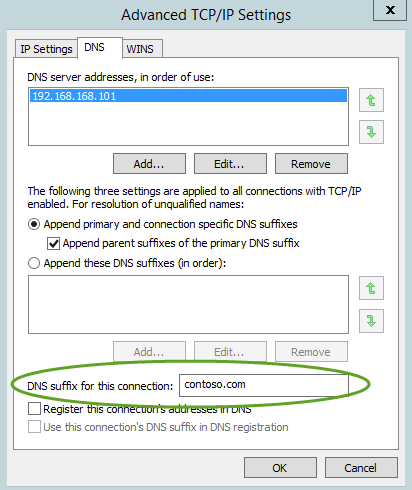 Advanced TCP/IP Settings
x
IP Settings DNS WINS
DNS server addresses, in order of use:
192.168.168.101
Add... Edit... Remove
The following three settings are applied to all connections with TCP/IP
enabled. For resolution of unqualified names:
Append primary and connection specific DNS suffixes
Append parent suffixes of the primary DNS suffix
Append these DNS suffixes (in order):
Add... Edit... Remove
DNS suffix for this connection: contoso.com
Register this connection's addresses in DNS
Use this connection's DNS suffix in DNS registration
OK Cancel